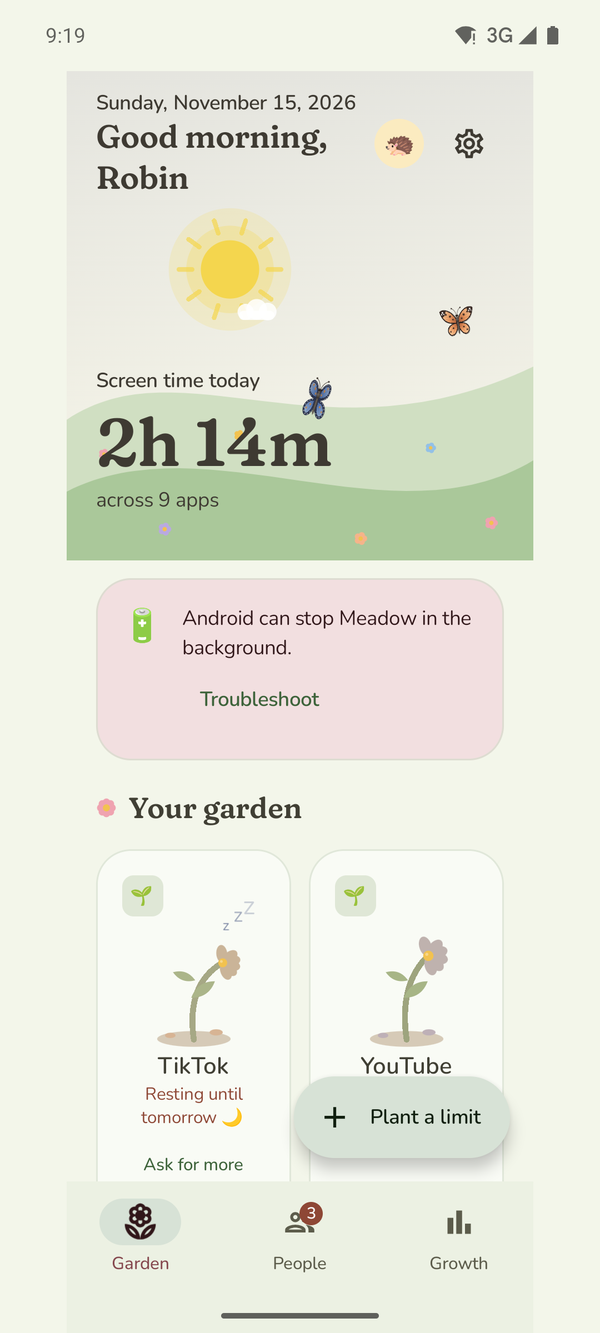 9:19
3G
Sunday, November 15, 2026
Good morning,
Robin
Screen time today
2h 14m
across 9 apps
Android can stop Meadow in the
background.
Troubleshoot
Your garden
z z z
TikTok
Resting until
tomorrow 🌙
Ask for more
YouTube
+ Plant a limit
3
Garden
People
Growth